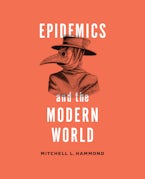 EPIDEMICS
and the
MODERN
WORLD
MITCHELL L. HAMMOND